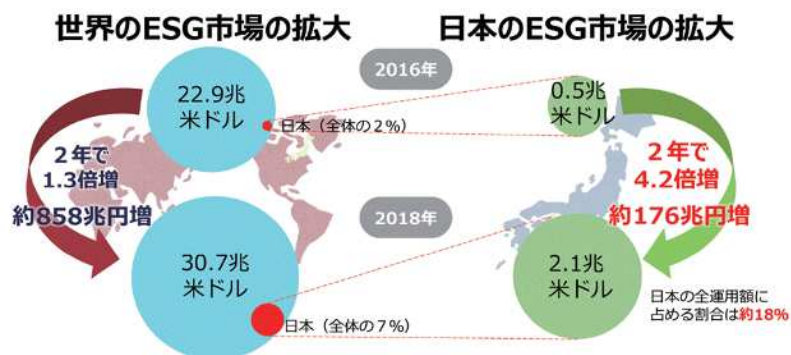 世界のESG市場の拡大
日本のESG市場の拡大
2016年
22.9兆
米ドル
日本（全体の２％）
0.5兆
米ドル
２年で
1.3倍増
約858兆円増
２年で
4.2倍増
約176兆円増
2018年
30.7兆
米ドル
日本（全体の７％）
2.1兆
米ドル
日本の全運用額に
占める割合は約18%